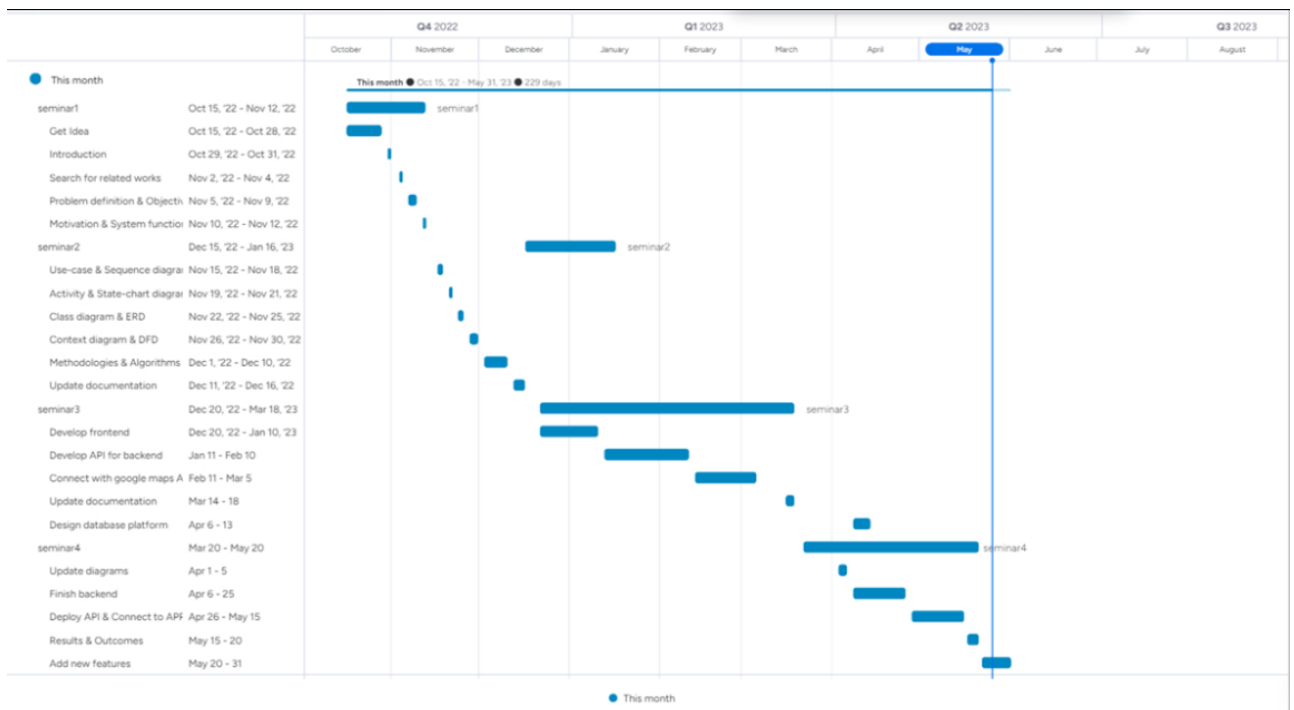 Q4 2022 Q1 2023 Q2 2023 Q3 2023
October November December January February March April May June July August
This month This month ● Oct 15, '22 - May 31, '23 ● 229 days
seminar1 Oct 15, '22 - Nov 12, '22 seminar1
Get Idea Oct 15, '22 - Oct 28, '22
Introduction Oct 29, '22 - Oct 31, '22
Search for related works Nov 2, '22 - Nov 4, '22
Problem definition & Objectiv Nov 5, '22 - Nov 9, '22
Motivation & System function Nov 10, '22 - Nov 12, '22
seminar2 Dec 15, '22 - Jan 16, '23 seminar2
Use-case & Sequence diagra Nov 15, '22 - Nov 18, '22
Activity & State-chart diagra Nov 19, '22 - Nov 21, '22
Class diagram & ERD Nov 22, '22 - Nov 25, '22
Context diagram & DFD Nov 26, '22 - Nov 30, '22
Methodologies & Algorithms Dec 1, '22 - Dec 10, '22
Update documentation Dec 11, '22 - Dec 16, '22
seminar3 Dec 20, '22 - Mar 18, '23 seminar3
Develop frontend Dec 20, '22 - Jan 10, '23
Develop API for backend Jan 11 - Feb 10
Connect with google maps A Feb 11 - Mar 5
Update documentation Mar 14 - 18
Design database platform Apr 6 - 13
seminar4 Mar 20 - May 20 seminar4
Update diagrams Apr 1 - 5
Finish backend Apr 6 - 25
Deploy API & Connect to APP Apr 26 - May 15
Results & Outcomes May 15 - 20
Add new features May 20 - 31
This month